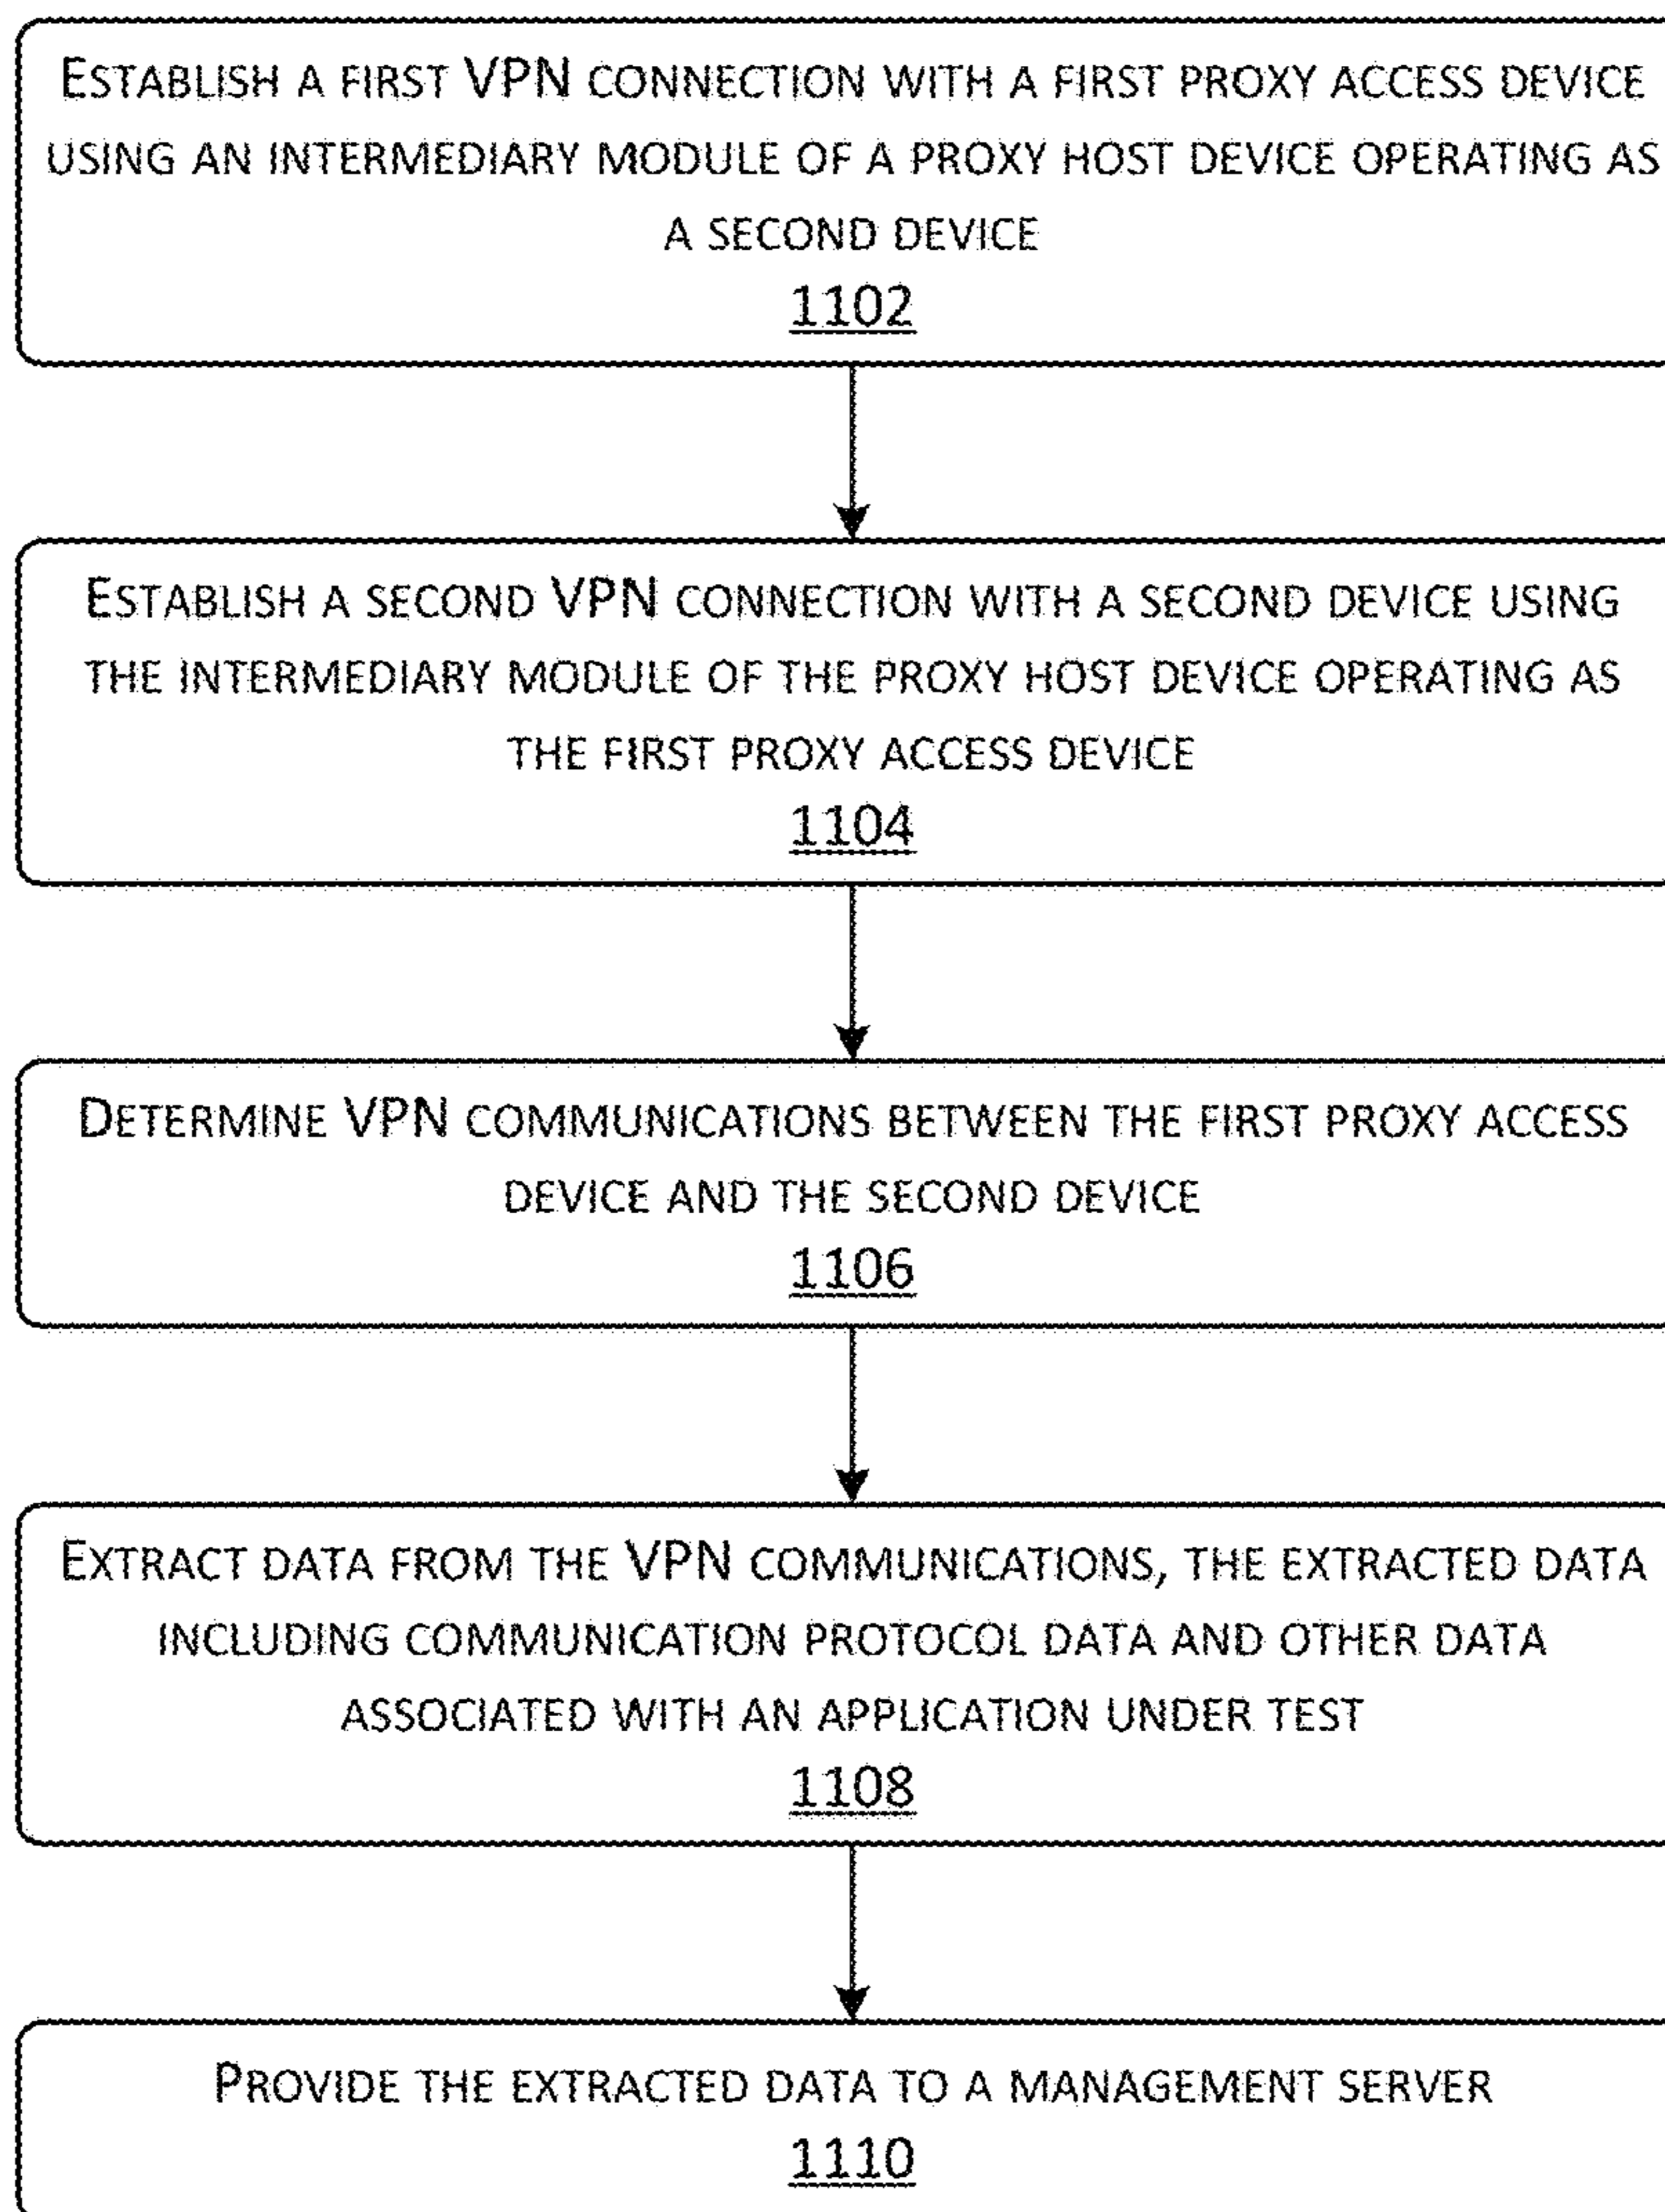 ESTABLISH A FIRST VPN CONNECTION WITH A FIRST PROXY ACCESS DEVICE
USING AN INTERMEDIARY MODULE OF A PROXY HOST DEVICE OPERATING AS
A SECOND DEVICE
1102
ESTABLISH A SECOND VPN CONNECTION WITH A SECOND DEVICE USING
THE INTERMEDIARY MODULE OF THE PROXY HOST DEVICE OPERATING AS
THE FIRST PROXY ACCESS DEVICE
1104
DETERMINE VPN COMMUNICATIONS BETWEEN THE FIRST PROXY ACCESS
DEVICE AND THE SECOND DEVICE
1106
EXTRACT DATA FROM THE VPN COMMUNICATIONS, THE EXTRACTED DATA
INCLUDING COMMUNICATION PROTOCOL DATA AND OTHER DATA
ASSOCIATED WITH AN APPLICATION UNDER TEST
1108
PROVIDE THE EXTRACTED DATA TO A MANAGEMENT SERVER
1110